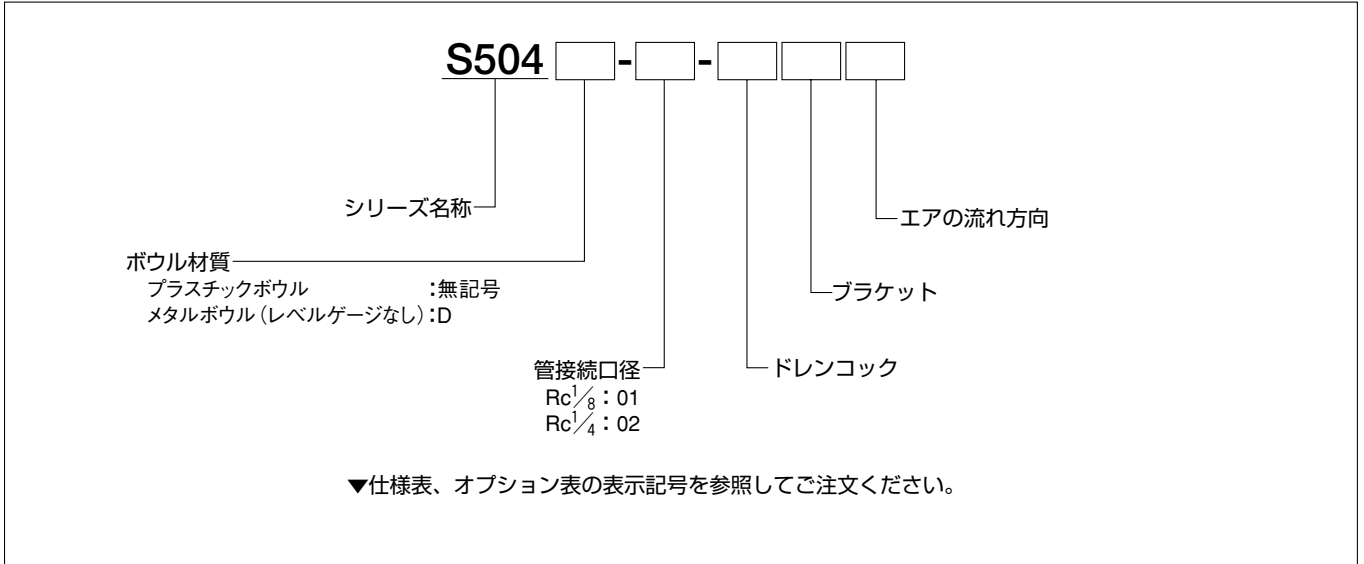 S504 - -
シリーズ名称
エアの流れ方向
ボウル材質
プラスチックボウル :無記号
メタルボウル(レベルゲージなし):D
ブラケット
管接続口径
Rc1/8:01
Rc1/4:02
ドレンコック
▼仕様表、オプション表の表示記号を参照してご注文ください。